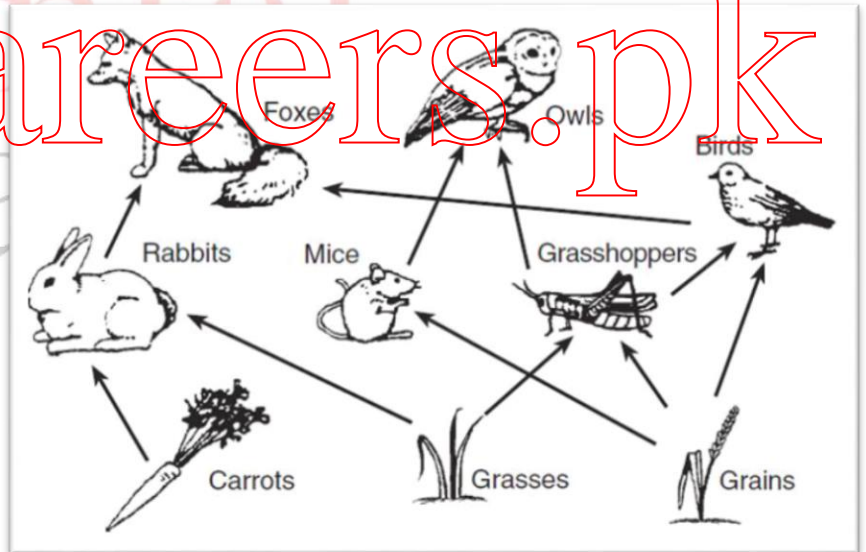 areers.pk
Foxes
Owls
Birds
Rabbits
Mice
Grasshoppers
Carrots
Grasses
Grains